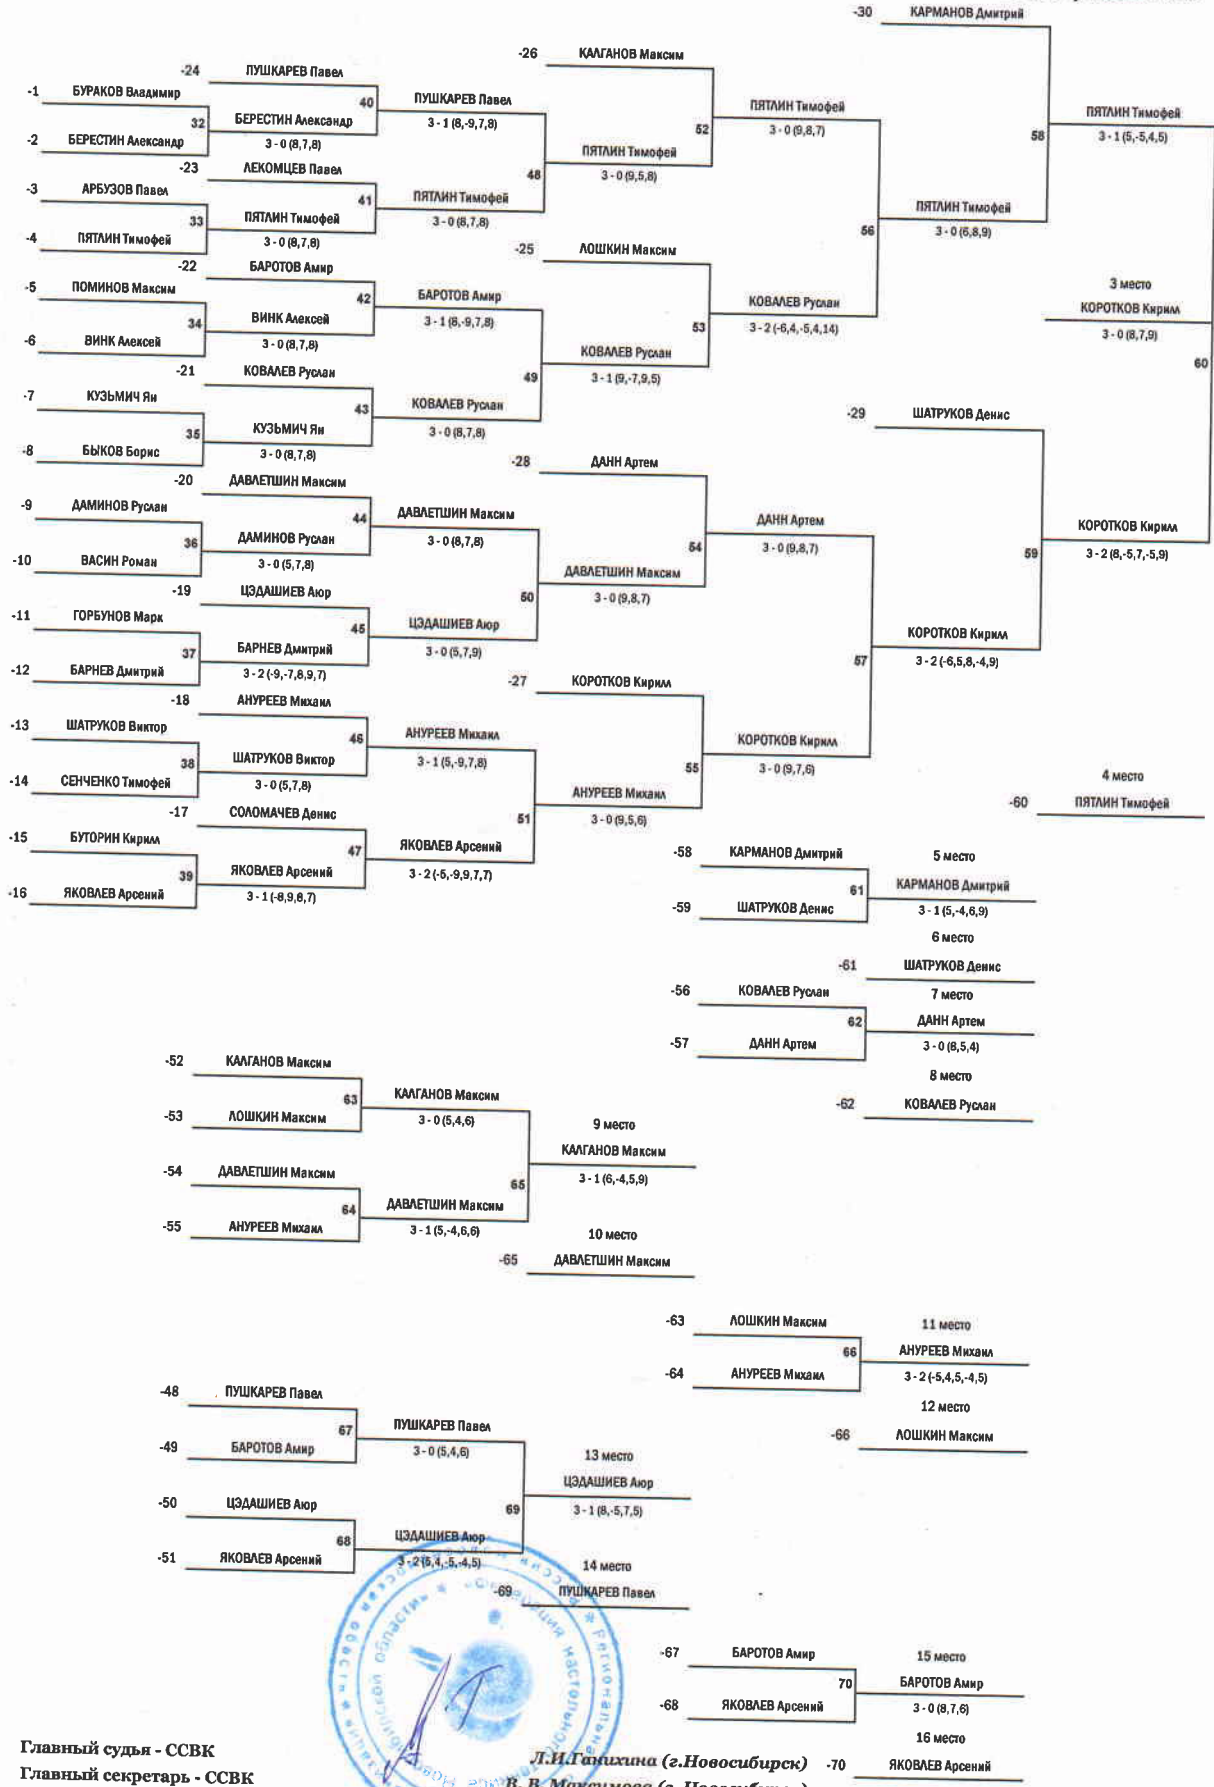 -30 КАРМАНОВ Дмитрий
-26 КАЛГАНОВ Максим
-24 ПУШКАРЕВ Павел
-1 БУРАКОВ Владимир
40 ПУШКАРЕВ Павел
3 - 1 (8,-9,7,8)
ПЯТЛИН Тимофей
3 - 0 (9,8,7)
52
58 ПЯТЛИН Тимофей
3 - 1 (5,-5,4,5)
32 БЕРЕСТИН Александр
3 - 0 (8,7,8)
-2 БЕРЕСТИН Александр
ПЯТЛИН Тимофей
3 - 0 (9,5,8)
-23 ЛЕКОМЦЕВ Павел
48
-3 АРБУЗОВ Павел
41 ПЯТЛИН Тимофей
3 - 0 (8,7,8)
33 ПЯТЛИН Тимофей
3 - 0 (8,7,8)
-4 ПЯТЛИН Тимофей
56 ПЯТЛИН Тимофей
3 - 0 (6,8,9)
-25 ЛОШКИН Максим
-22 БАРОТОВ Амир
-5 ПОМИНОВ Максим
42 БАРОТОВ Амир
3 - 1 (8,-9,7,8)
КОВАЛЕВ Руслан
3 - 2 (-6,4,-5,4,14)
53
3 место
КОРОТКОВ Кирилл
3 - 0 (8,7,9)
60
34 ВИНК Алексей
3 - 0 (8,7,8)
-6 ВИНК Алексей
КОВАЛЕВ Руслан
3 - 1 (9,-7,9,5)
-21 КОВАЛЕВ Руслан
49
-7 КУЗЬМИЧ Ян
43 КОВАЛЕВ Руслан
3 - 0 (8,7,8)
-29 ШАТРУКОВ Денис
35 КУЗЬМИЧ Ян
3 - 0 (8,7,8)
-8 БЫКОВ Борис
-28 ДАНН Артем
-20 ДАВЛЕТШИН Максим
-9 ДАМИНОВ Руслан
44 ДАВЛЕТШИН Максим
3 - 0 (8,7,8)
ДАНН Артем
3 - 0 (9,8,7)
54
59 КОРОТКОВ Кирилл
3 - 2 (8,-5,7,-5,9)
36 ДАМИНОВ Руслан
3 - 0 (5,7,8)
-10 ВАСИН Роман
ДАВЛЕТШИН Максим
3 - 0 (9,8,7)
-19 ЦЭДАШИЕВ Аюр
50
-11 ГОРБУНОВ Марк
45 ЦЭДАШИЕВ Аюр
3 - 0 (5,7,9)
37 БАРНЕВ Дмитрий
3 - 2 (-9,-7,8,9,7)
-12 БАРНЕВ Дмитрий
57 КОРОТКОВ Кирилл
3 - 2 (-6,5,8,-4,9)
-27 КОРОТКОВ Кирилл
-18 АНУРЕЕВ Михаил
-13 ШАТРУКОВ Виктор
46 АНУРЕЕВ Михаил
3 - 1 (5,-9,7,8)
КОРОТКОВ Кирилл
3 - 0 (9,7,6)
55
38 ШАТРУКОВ Виктор
3 - 0 (5,7,8)
-14 СЕНЧЕНКО Тимофей
АНУРЕЕВ Михаил
3 - 0 (9,5,6)
4 место
-60 ПЯТЛИН Тимофей
-17 СОЛОМАЧЕВ Денис
51
-15 БУТОРИН Кирилл
47 ЯКОВЛЕВ Арсений
3 - 2 (-5,-9,9,7,7)
39 ЯКОВЛЕВ Арсений
3 - 1 (-8,9,8,7)
-16 ЯКОВЛЕВ Арсений
-58 КАРМАНОВ Дмитрий
5 место
61 КАРМАНОВ Дмитрий
-59 ШАТРУКОВ Денис
3 - 1 (5,-4,6,9)
6 место
-61 ШАТРУКОВ Денис
-56 КОВАЛЕВ Руслан
7 место
62 ДАНН Артем
-57 ДАНН Артем
3 - 0 (8,5,4)
8 место
-62 КОВАЛЕВ Руслан
-52 КАЛГАНОВ Максим
63 КАЛГАНОВ Максим
-53 ЛОШКИН Максим
3 - 0 (5,4,6)
9 место
КАЛГАНОВ Максим
-54 ДАВЛЕТШИН Максим
65 3 - 1 (6,-4,5,9)
64 ДАВЛЕТШИН Максим
-55 АНУРЕЕВ Михаил
3 - 1 (5,-4,6,6)
10 место
-65 ДАВЛЕТШИН Максим
-63 ЛОШКИН Максим
11 место
66 АНУРЕЕВ Михаил
-64 АНУРЕЕВ Михаил
3 - 2 (-5,4,5,-4,5)
12 место
-66 ЛОШКИН Максим
-48 ПУШКАРЕВ Павел
67 ПУШКАРЕВ Павел
-49 БАРОТОВ Амир
3 - 0 (5,4,6)
13 место
ЦЭДАШИЕВ Аюр
-50 ЦЭДАШИЕВ Аюр
69 3 - 1 (8,-5,7,5)
68 ЦЭДАШИЕВ Аюр
-51 ЯКОВЛЕВ Арсений
3 - 2 (5,4,-5,-4,5)
14 место
-69 ПУШКАРЕВ Павел
-67 БАРОТОВ Амир
15 место
70 БАРОТОВ Амир
-68 ЯКОВЛЕВ Арсений
3 - 0 (8,7,6)
16 место
-70 ЯКОВЛЕВ Арсений
Главный судья - ССВК
Л.И.Ганихина (г.Новосибирск)
Главный секретарь - ССВК
В. В. Максимова (г. Новосибирск)